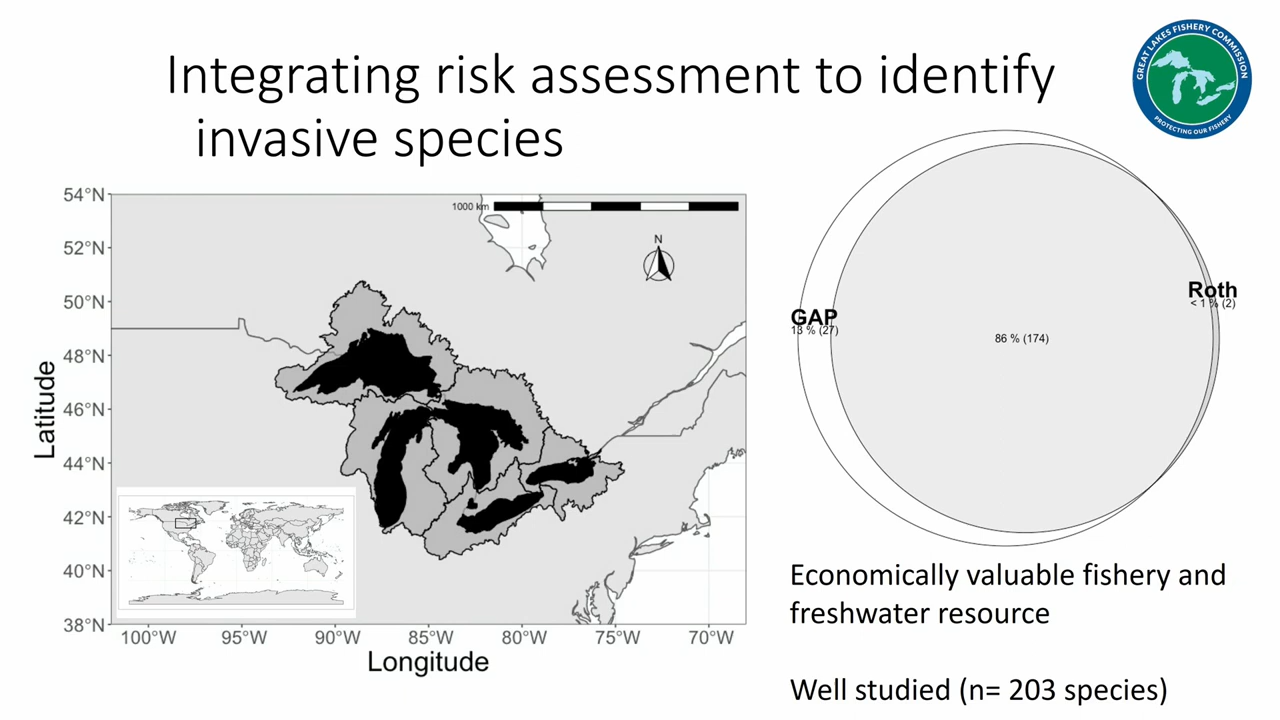 Integrating risk assessment to identify
invasive species
GREAT LAKES FISHERY COMMISSION
PROTECTING OUR FISHERY
54°N
52°N
50°N
48°N
46°N
44°N
42°N
40°N
38°N
Latitude
1000 km
N
100°W 95°W 90°W 85°W 80°W 75°W 70°W
Longitude
GAP
13 % (27)
86 % (174)
Roth
< 1 % (2)
Economically valuable fishery and
freshwater resource
Well studied (n= 203 species)